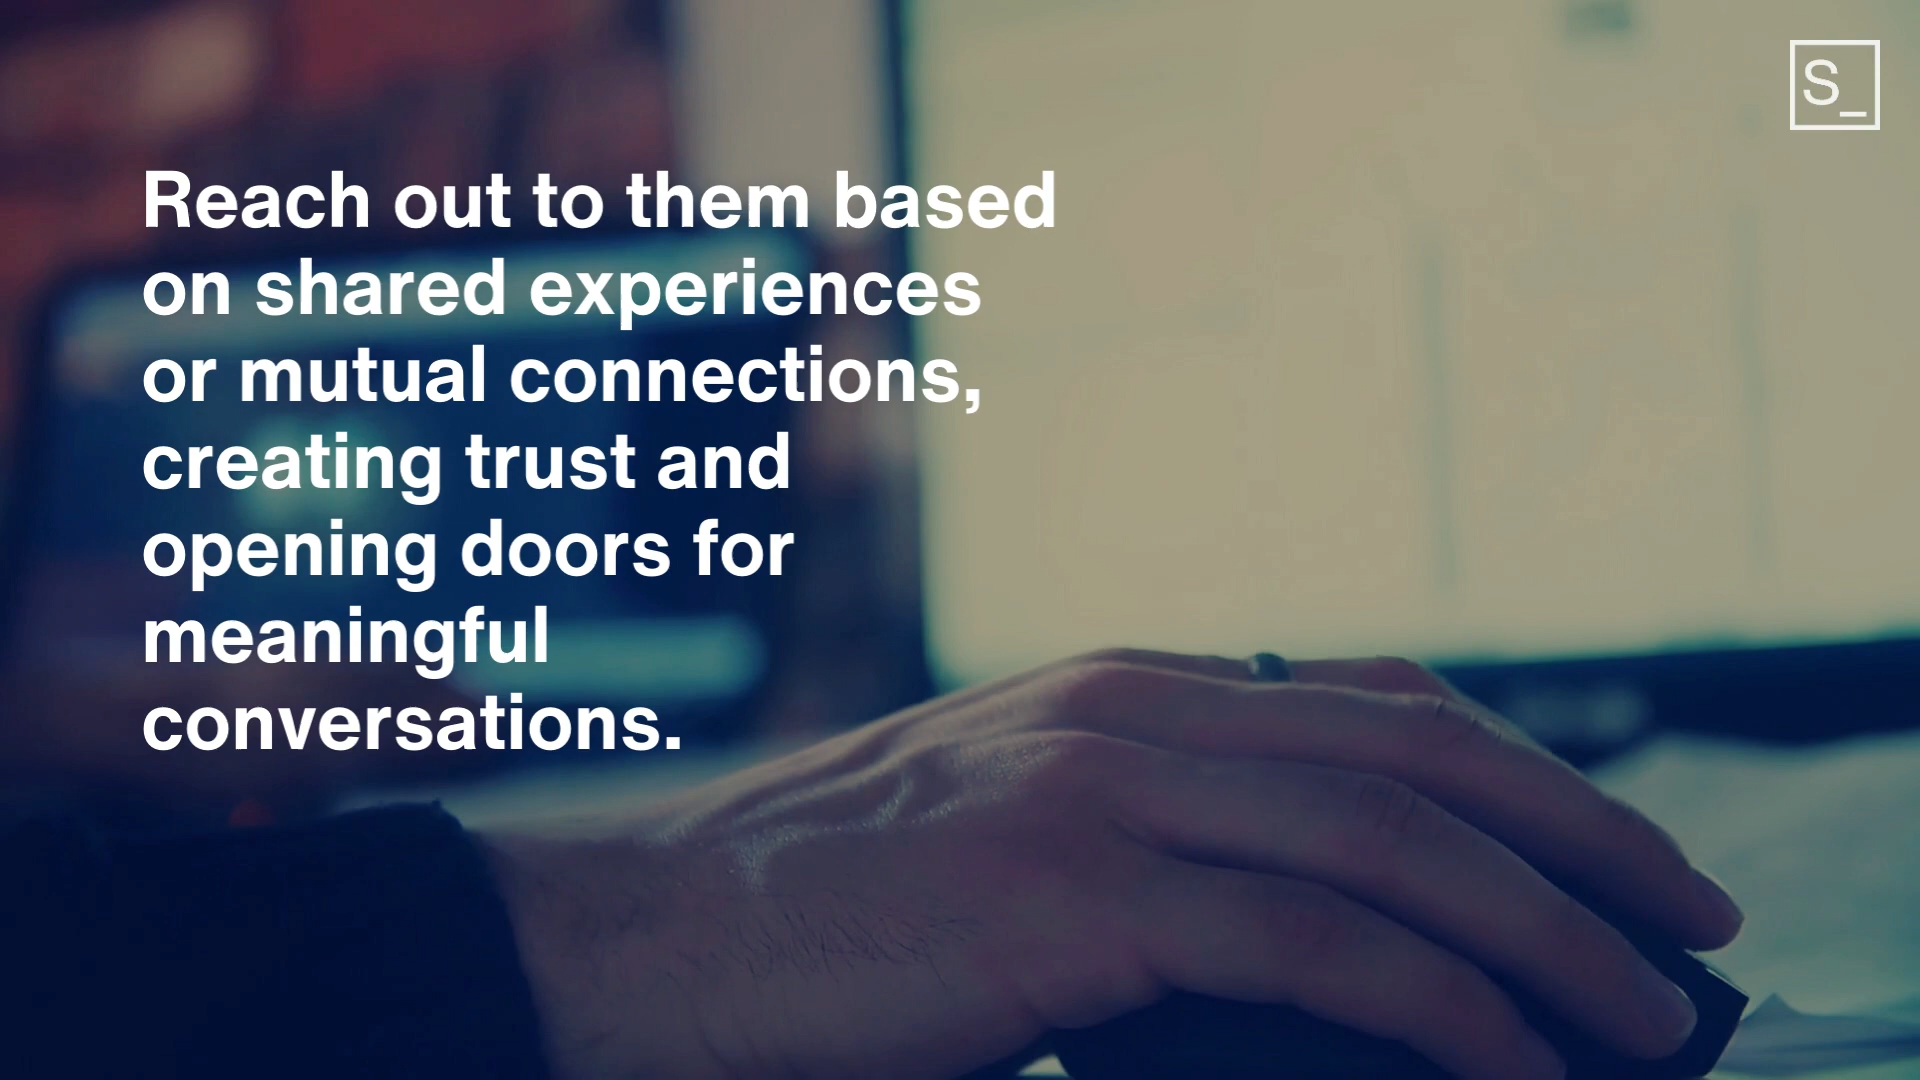 S_
Reach out to them based
on shared experiences
or mutual connections,
creating trust and
opening doors for
meaningful
conversations.